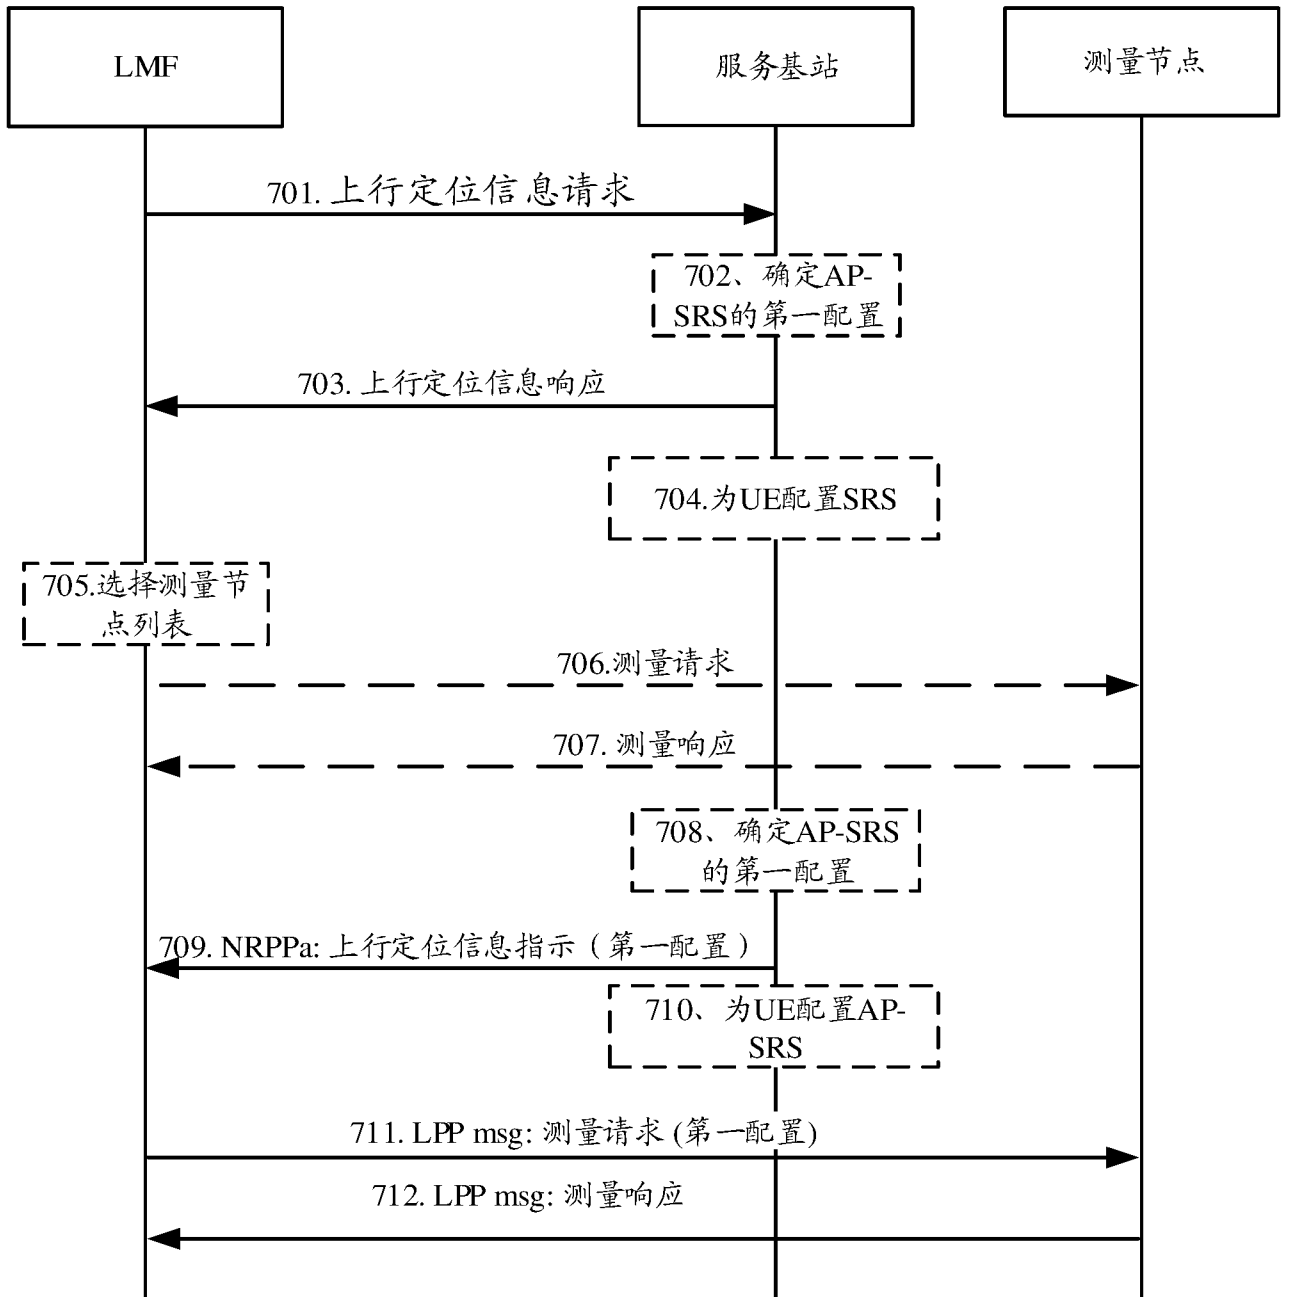 LMF
服务基站
测量节点
701. 上行定位信息请求
702、确定AP-
SRS的第一配置
703. 上行定位信息响应
704.为UE配置SRS
705.选择测量节
点列表
706.测量请求
707. 测量响应
708、确定AP-SRS
的第一配置
709. NRPPa: 上行定位信息指示（第一配置）
710、为UE配置AP-
SRS
711. LPP msg: 测量请求 (第一配置)
712. LPP msg: 测量响应